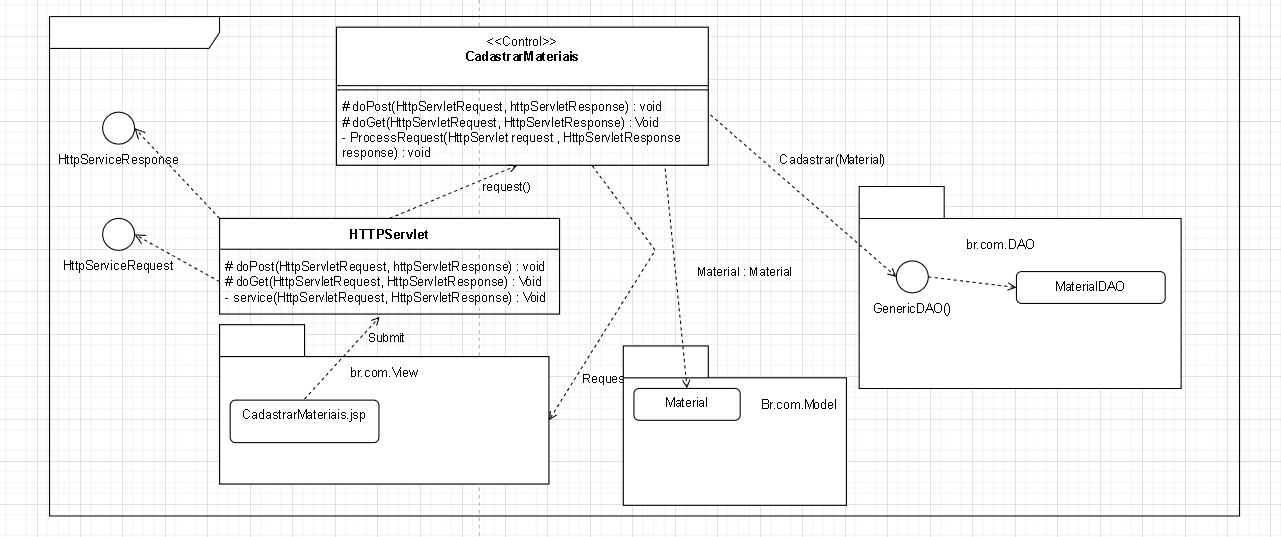 <<Control>>
CadastrarMateriais
# doPost(HttpServletRequest, httpServletResponse) : void
# doGet(HttpServletRequest, HttpServletResponse) : Void
- ProcessRequest(HttpServlet request , HttpServletResponse
response) : void
HttpServiceResponse
Cadastrar(Material)
request()
HTTPServlet
# doPost(HttpServletRequest, httpServletResponse) : void
# doGet(HttpServletRequest, HttpServletResponse) : Void
- service(HttpServletRequest, HttpServletResponse) : Void
HttpServiceRequest
br.com.DAO
Material : Material
MaterialDAO
GenericDAO()
Submit
br.com.View
Reques
CadastrarMateriais.jsp
Material
Br.com.Model